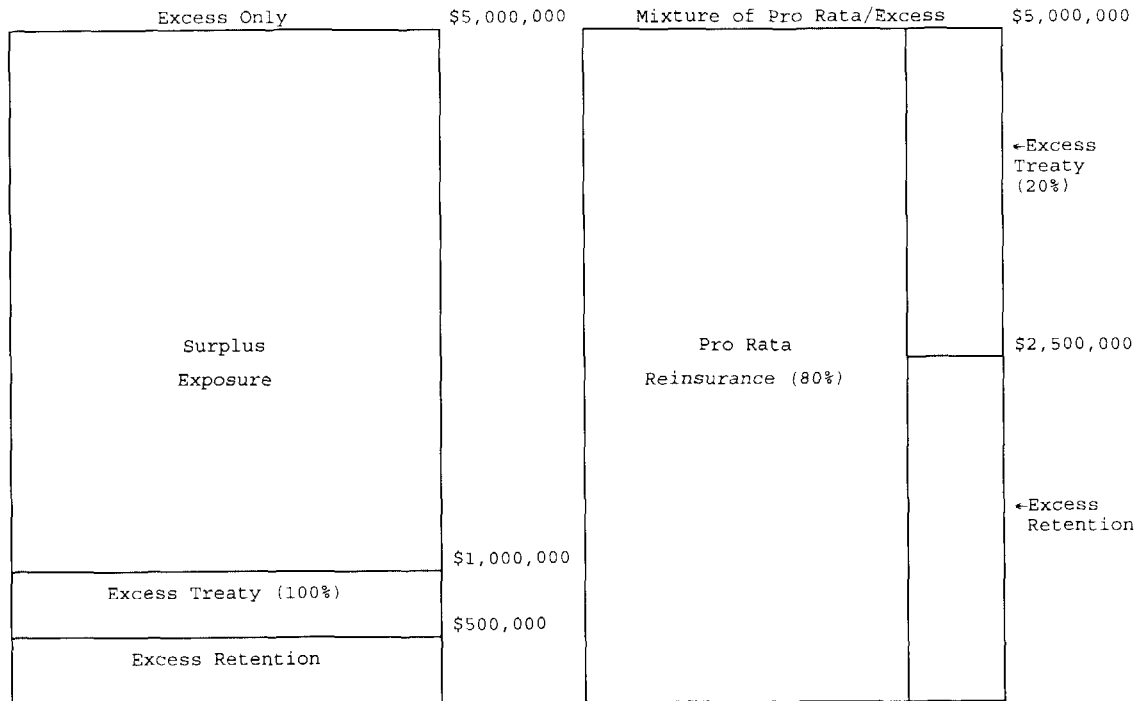 Excess Only
$5,000,000
Surplus
Exposure
$1,000,000
Excess Treaty (100%)
$500,000
Excess Retention
Mixture of Pro Rata/Excess
$5,000,000
←Excess
Treaty
(20%)
Pro Rata
Reinsurance (80%)
$2,500,000
←Excess
Retention